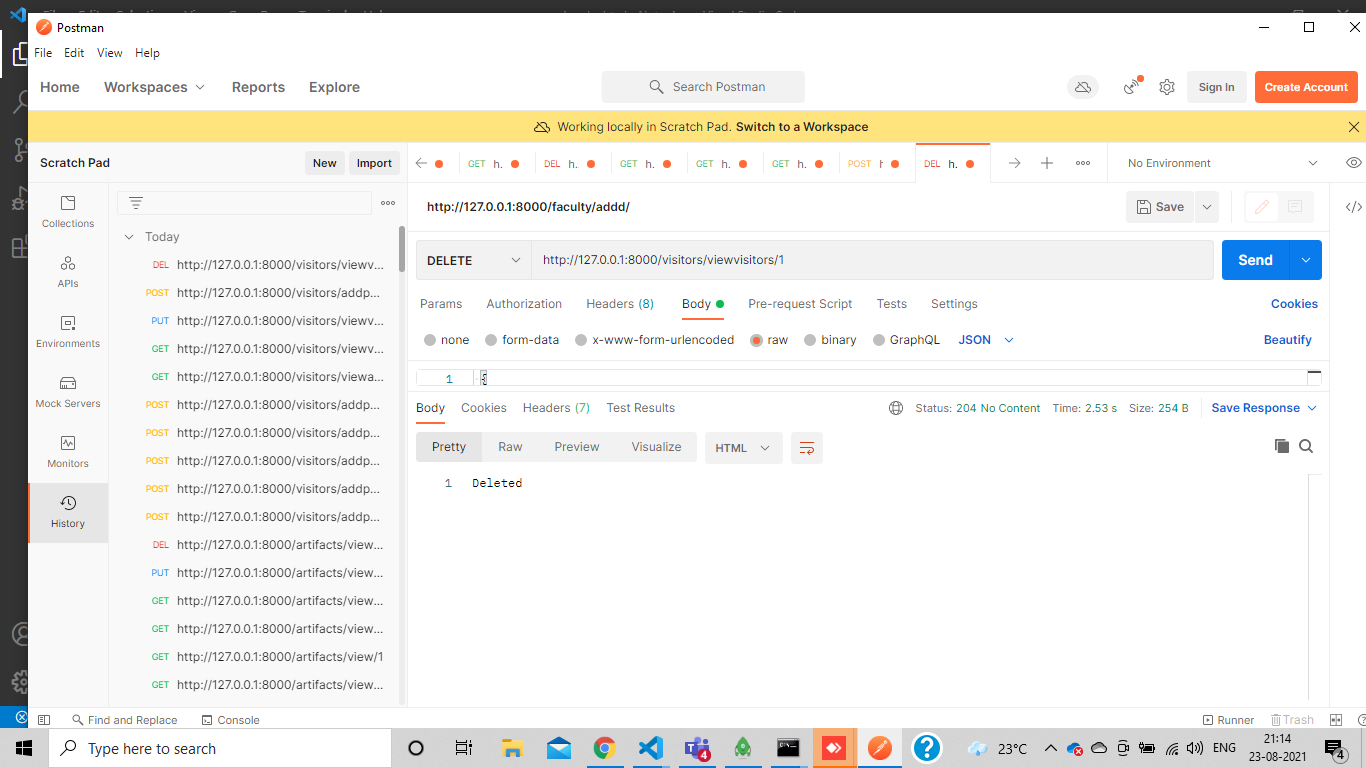 Postman
File Edit View Help
Home Workspaces Reports Explore
Search Postman
Sign In
Create Account
Working locally in Scratch Pad. Switch to a Workspace
Scratch Pad
New
Import
GET h.
DEL h.
GET h.
GET h.
GET h.
POST h
DEL h.
No Environment
Collections
APIs
Environments
Mock Servers
Monitors
History
Today
DEL http://127.0.0.1:8000/visitors/viewv...
POST http://127.0.0.1:8000/visitors/addp...
PUT http://127.0.0.1:8000/visitors/viewv...
GET http://127.0.0.1:8000/visitors/viewv...
GET http://127.0.0.1:8000/visitors/viewa...
POST http://127.0.0.1:8000/visitors/addp...
POST http://127.0.0.1:8000/visitors/addp...
POST http://127.0.0.1:8000/visitors/addp...
POST http://127.0.0.1:8000/visitors/addp...
POST http://127.0.0.1:8000/visitors/addp...
DEL http://127.0.0.1:8000/artifacts/view...
PUT http://127.0.0.1:8000/artifacts/view...
GET http://127.0.0.1:8000/artifacts/view...
GET http://127.0.0.1:8000/artifacts/view...
GET http://127.0.0.1:8000/artifacts/view/1
GET http://127.0.0.1:8000/artifacts/view...
http://127.0.0.1:8000/faculty/addd/
Save
DELETE
http://127.0.0.1:8000/visitors/viewvisitors/1
Send
Params Authorization Headers (8) Body Pre-request Script Tests Settings Cookies
none form-data x-www-form-urlencoded raw binary GraphQL JSON Beautify
1 {
Body Cookies Headers (7) Test Results
Status: 204 No Content Time: 2.53 s Size: 254 B Save Response
Pretty Raw Preview Visualize HTML
1 Deleted
Find and Replace Console
Runner Trash
Type here to search
4
23°C
ENG
21:14
23-08-2021
4